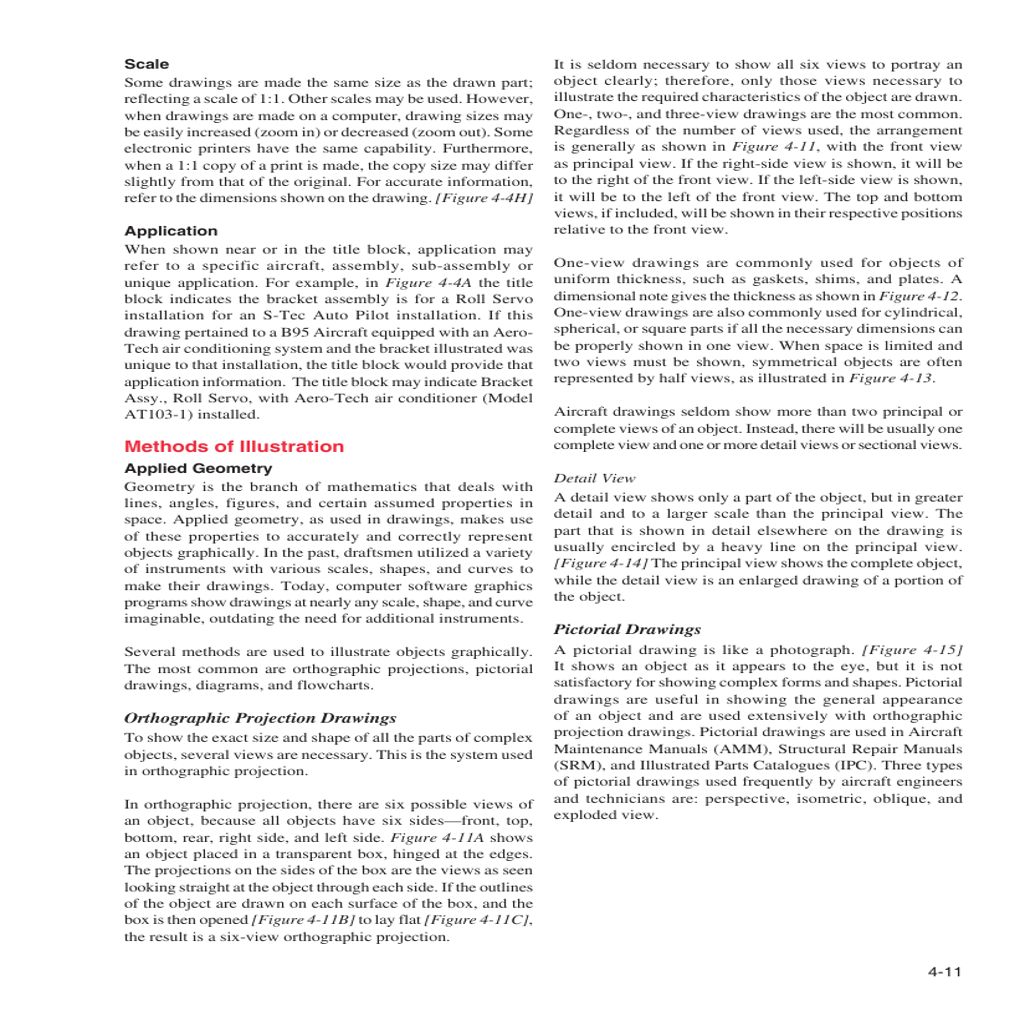 Scale
Some drawings are made the same size as the drawn part;
reflecting a scale of 1:1. Other scales may be used. However,
when drawings are made on a computer, drawing sizes may
be easily increased (zoom in) or decreased (zoom out). Some
electronic printers have the same capability. Furthermore,
when a 1:1 copy of a print is made, the copy size may differ
slightly from that of the original. For accurate information,
refer to the dimensions shown on the drawing. [Figure 4-4H]
Application
When shown near or in the title block, application may
refer to a specific aircraft, assembly, sub-assembly or
unique application. For example, in Figure 4-4A the title
block indicates the bracket assembly is for a Roll Servo
installation for an S-Tec Auto Pilot installation. If this
drawing pertained to a B95 Aircraft equipped with an Aero-
Tech air conditioning system and the bracket illustrated was
unique to that installation, the title block would provide that
application information. The title block may indicate Bracket
Assy., Roll Servo, with Aero-Tech air conditioner (Model
AT103-1) installed.
Methods of Illustration
Applied Geometry
Geometry is the branch of mathematics that deals with
lines, angles, figures, and certain assumed properties in
space. Applied geometry, as used in drawings, makes use
of these properties to accurately and correctly represent
objects graphically. In the past, draftsmen utilized a variety
of instruments with various scales, shapes, and curves to
make their drawings. Today, computer software graphics
programs show drawings at nearly any scale, shape, and curve
imaginable, outdating the need for additional instruments.
Several methods are used to illustrate objects graphically.
The most common are orthographic projections, pictorial
drawings, diagrams, and flowcharts.
Orthographic Projection Drawings
To show the exact size and shape of all the parts of complex
objects, several views are necessary. This is the system used
in orthographic projection.
In orthographic projection, there are six possible views of
an object, because all objects have six sides—front, top,
bottom, rear, right side, and left side. Figure 4-11A shows
an object placed in a transparent box, hinged at the edges.
The projections on the sides of the box are the views as seen
looking straight at the object through each side. If the outlines
of the object are drawn on each surface of the box, and the
box is then opened [Figure 4-11B] to lay flat [Figure 4-11C],
the result is a six-view orthographic projection.
It is seldom necessary to show all six views to portray an
object clearly; therefore, only those views necessary to
illustrate the required characteristics of the object are drawn.
One-, two-, and three-view drawings are the most common.
Regardless of the number of views used, the arrangement
is generally as shown in Figure 4-11, with the front view
as principal view. If the right-side view is shown, it will be
to the right of the front view. If the left-side view is shown,
it will be to the left of the front view. The top and bottom
views, if included, will be shown in their respective positions
relative to the front view.
One-view drawings are commonly used for objects of
uniform thickness, such as gaskets, shims, and plates. A
dimensional note gives the thickness as shown in Figure 4-12.
One-view drawings are also commonly used for cylindrical,
spherical, or square parts if all the necessary dimensions can
be properly shown in one view. When space is limited and
two views must be shown, symmetrical objects are often
represented by half views, as illustrated in Figure 4-13.
Aircraft drawings seldom show more than two principal or
complete views of an object. Instead, there will be usually one
complete view and one or more detail views or sectional views.
Detail View
A detail view shows only a part of the object, but in greater
detail and to a larger scale than the principal view. The
part that is shown in detail elsewhere on the drawing is
usually encircled by a heavy line on the principal view.
[Figure 4-14] The principal view shows the complete object,
while the detail view is an enlarged drawing of a portion of
the object.
Pictorial Drawings
A pictorial drawing is like a photograph. [Figure 4-15]
It shows an object as it appears to the eye, but it is not
satisfactory for showing complex forms and shapes. Pictorial
drawings are useful in showing the general appearance
of an object and are used extensively with orthographic
projection drawings. Pictorial drawings are used in Aircraft
Maintenance Manuals (AMM), Structural Repair Manuals
(SRM), and Illustrated Parts Catalogues (IPC). Three types
of pictorial drawings used frequently by aircraft engineers
and technicians are: perspective, isometric, oblique, and
exploded view.
4-11